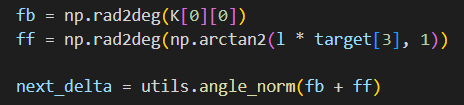 fb = np.rad2deg(K[0][0])
ff = np.rad2deg(np.arctan2(l * target[3], 1))
next_delta = utils.angle_norm(fb + ff)